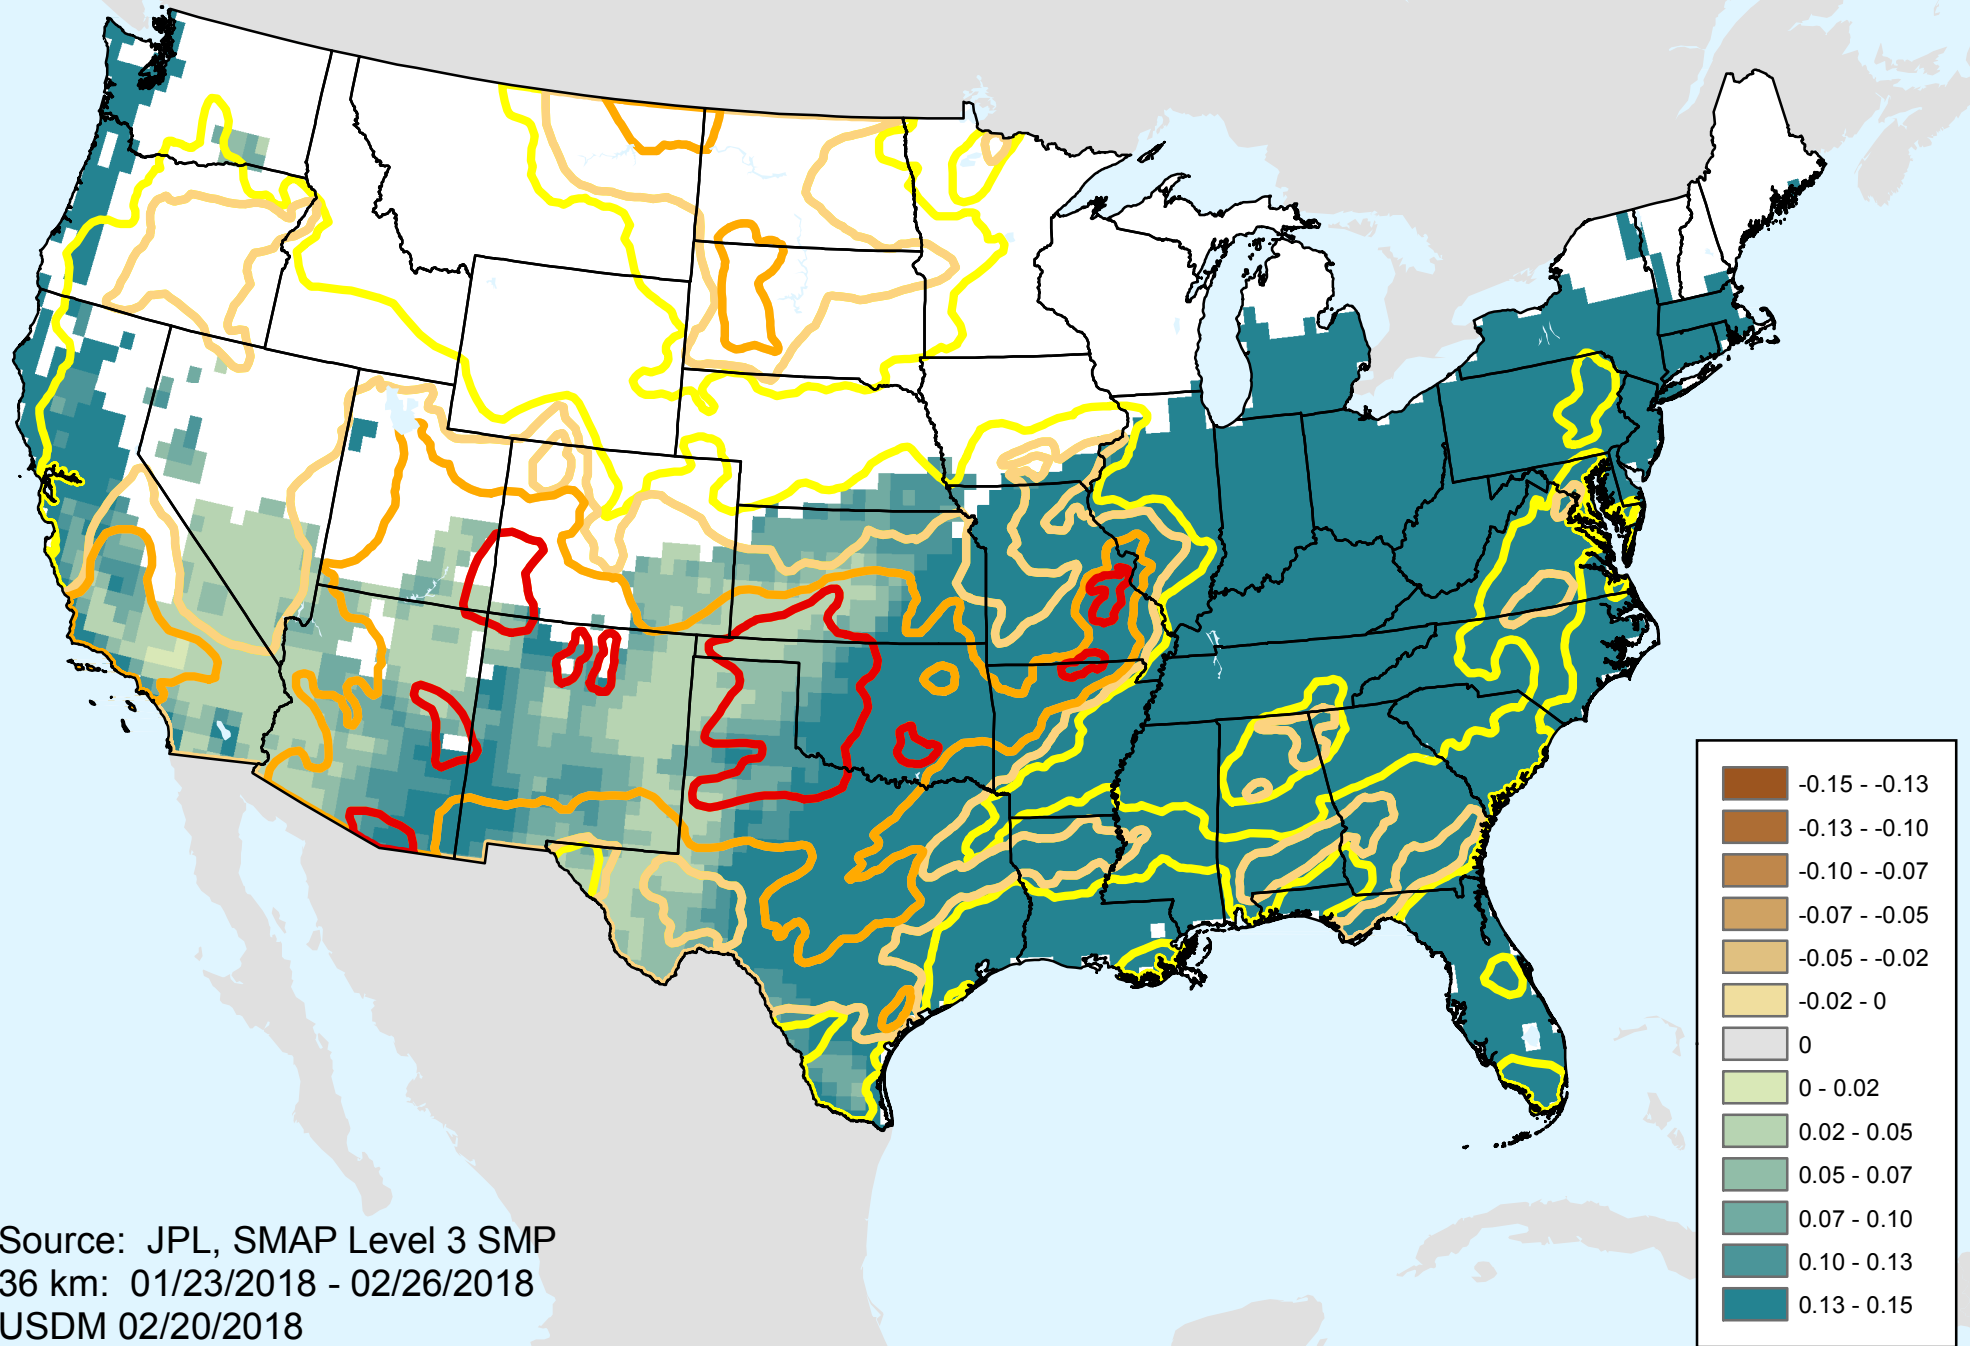 -0.15 - -0.13
-0.13 - -0.10
-0.10 - -0.07
-0.07 - -0.05
-0.05 - -0.02
-0.02 - 0
0
0 - 0.02
0.02 - 0.05
0.05 - 0.07
0.07 - 0.10
0.10 - 0.13
0.13 - 0.15
Source: JPL, SMAP Level 3 SMP
36 km: 01/23/2018 - 02/26/2018
USDM 02/20/2018